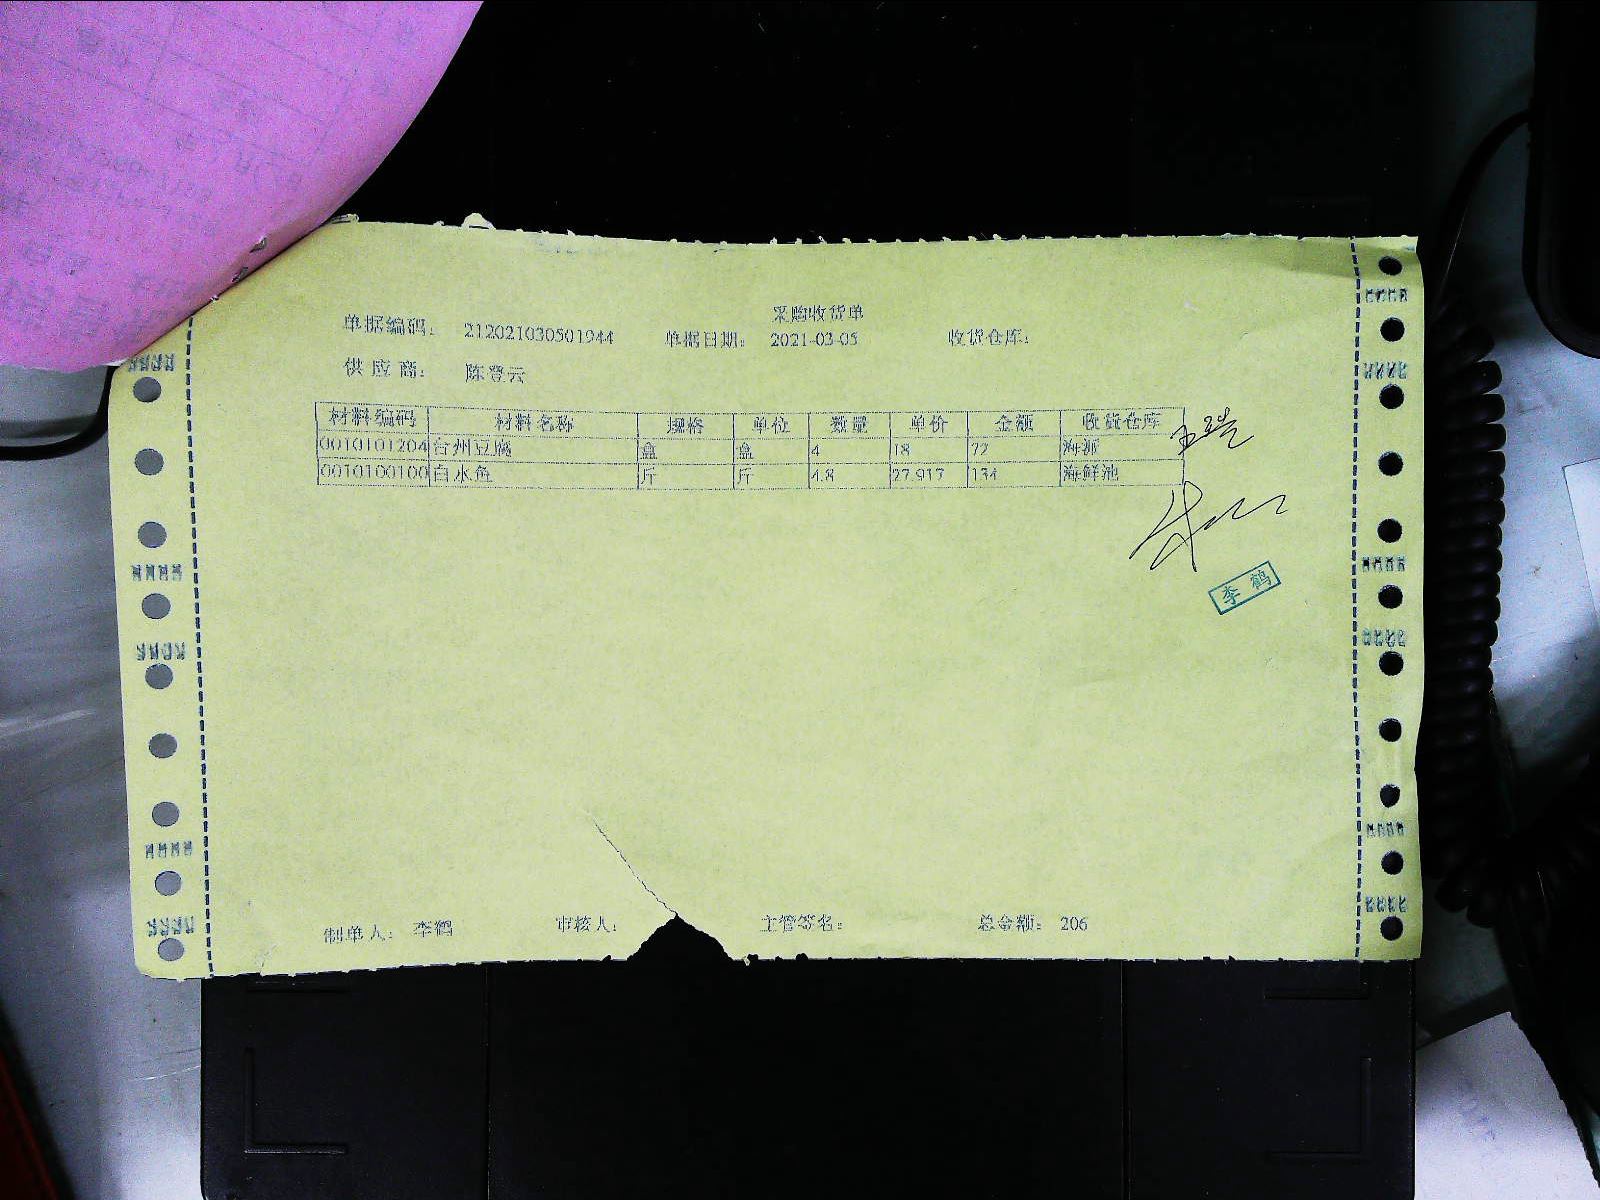 采购收货单
单据编码: 212021030501944 单据日期: 2021-03-05 收货仓库:
供应商: 陈登云
材料编码 材料名称 规格 单位 数量 单价 金额 收货仓库
0010101204 台州豆腐 盒 盒 4 18 72 海派
0010100100 白水鱼 斤 斤 4.8 27.917 134 海鲜池
李鹤
制单人: 李鹤 审核人: 主管签名: 总金额: 206